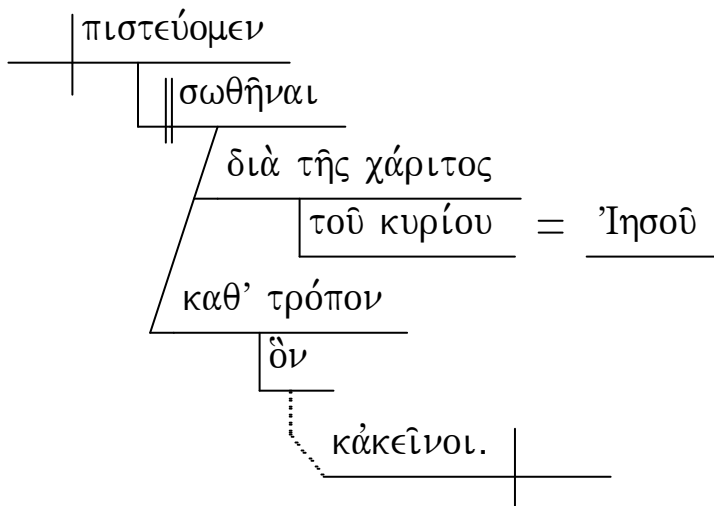 πιστεύομεν
σωθῆναι
διὰ τῆς χάριτος
τοῦ κυρίου = Ἰησοῦ
καθ’ τρόπον
ὃν
κἀκεῖνοι.